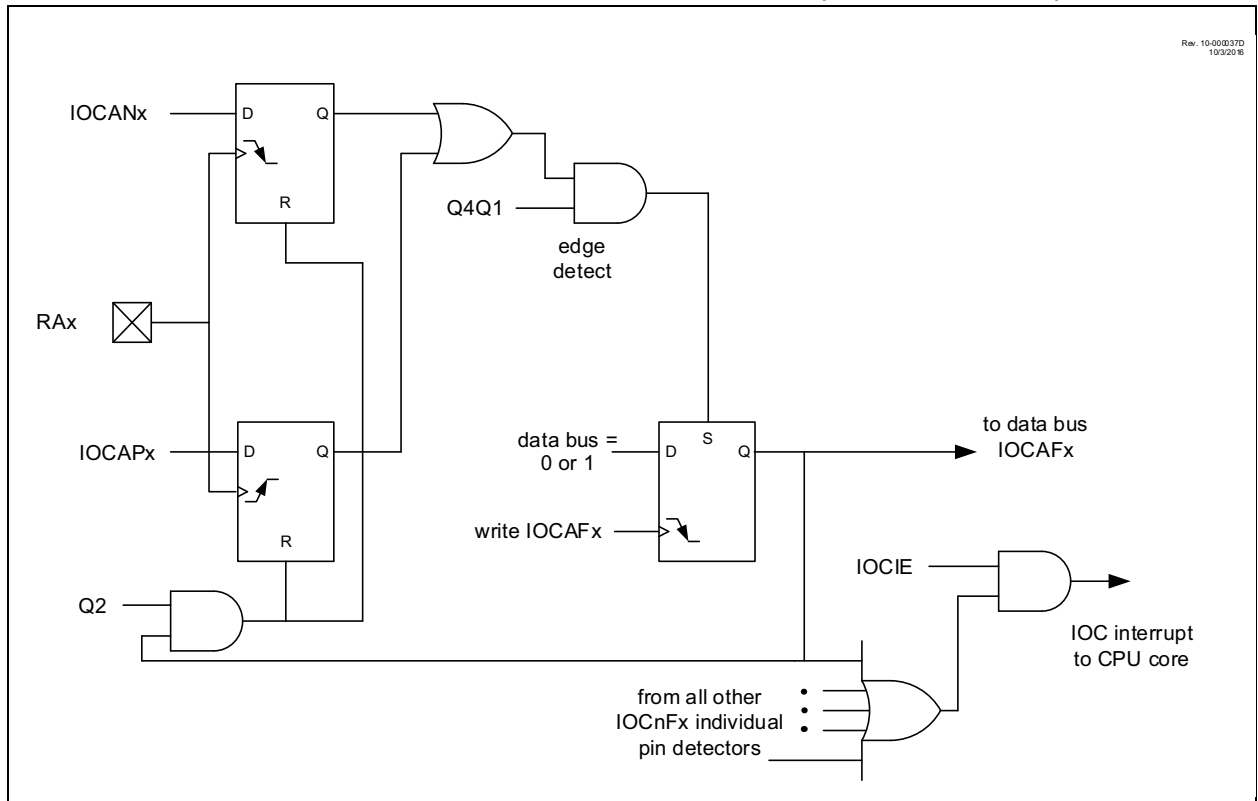 Rev. 10-000037D
10/3/2016
IOCANx
D
Q
R
Q4Q1
edge
detect
RAx
IOCAPx
D
Q
R
data bus =
0 or 1
S
D
Q
to data bus
IOCAFx
write IOCAFx
IOCIE
Q2
IOC interrupt
to CPU core
from all other
IOCnFx individual
pin detectors